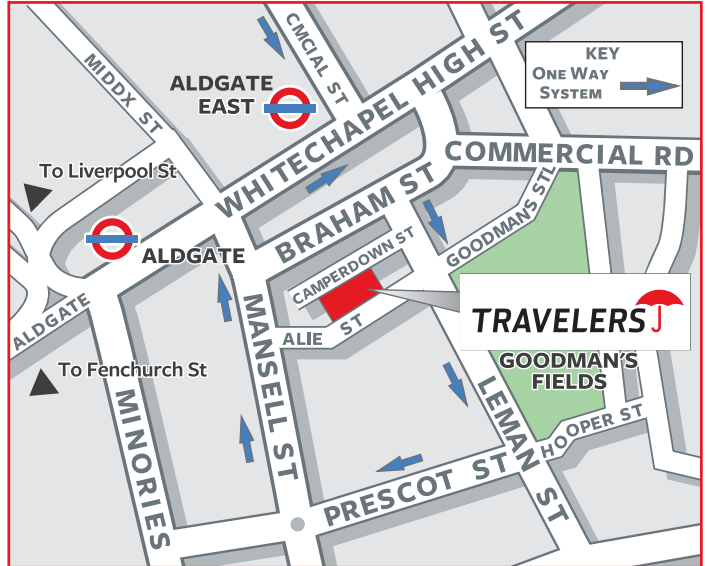 MIDDX ST
CMCIAL ST
WHITECHAPEL HIGH ST
KEY
ONE WAY
SYSTEM
ALDGATE
EAST
COMMERCIAL RD
To Liverpool St
BRAHAM ST
GOODMANS STL
CAMPERDOWN ST
ALDGATE
ALDGATE
MANSELL ST
ALIE ST
TRAVELERS
GOODMAN'S
FIELDS
To Fenchurch St
MINORIES
LEMAN ST
HOOPER ST
PRESCOT ST